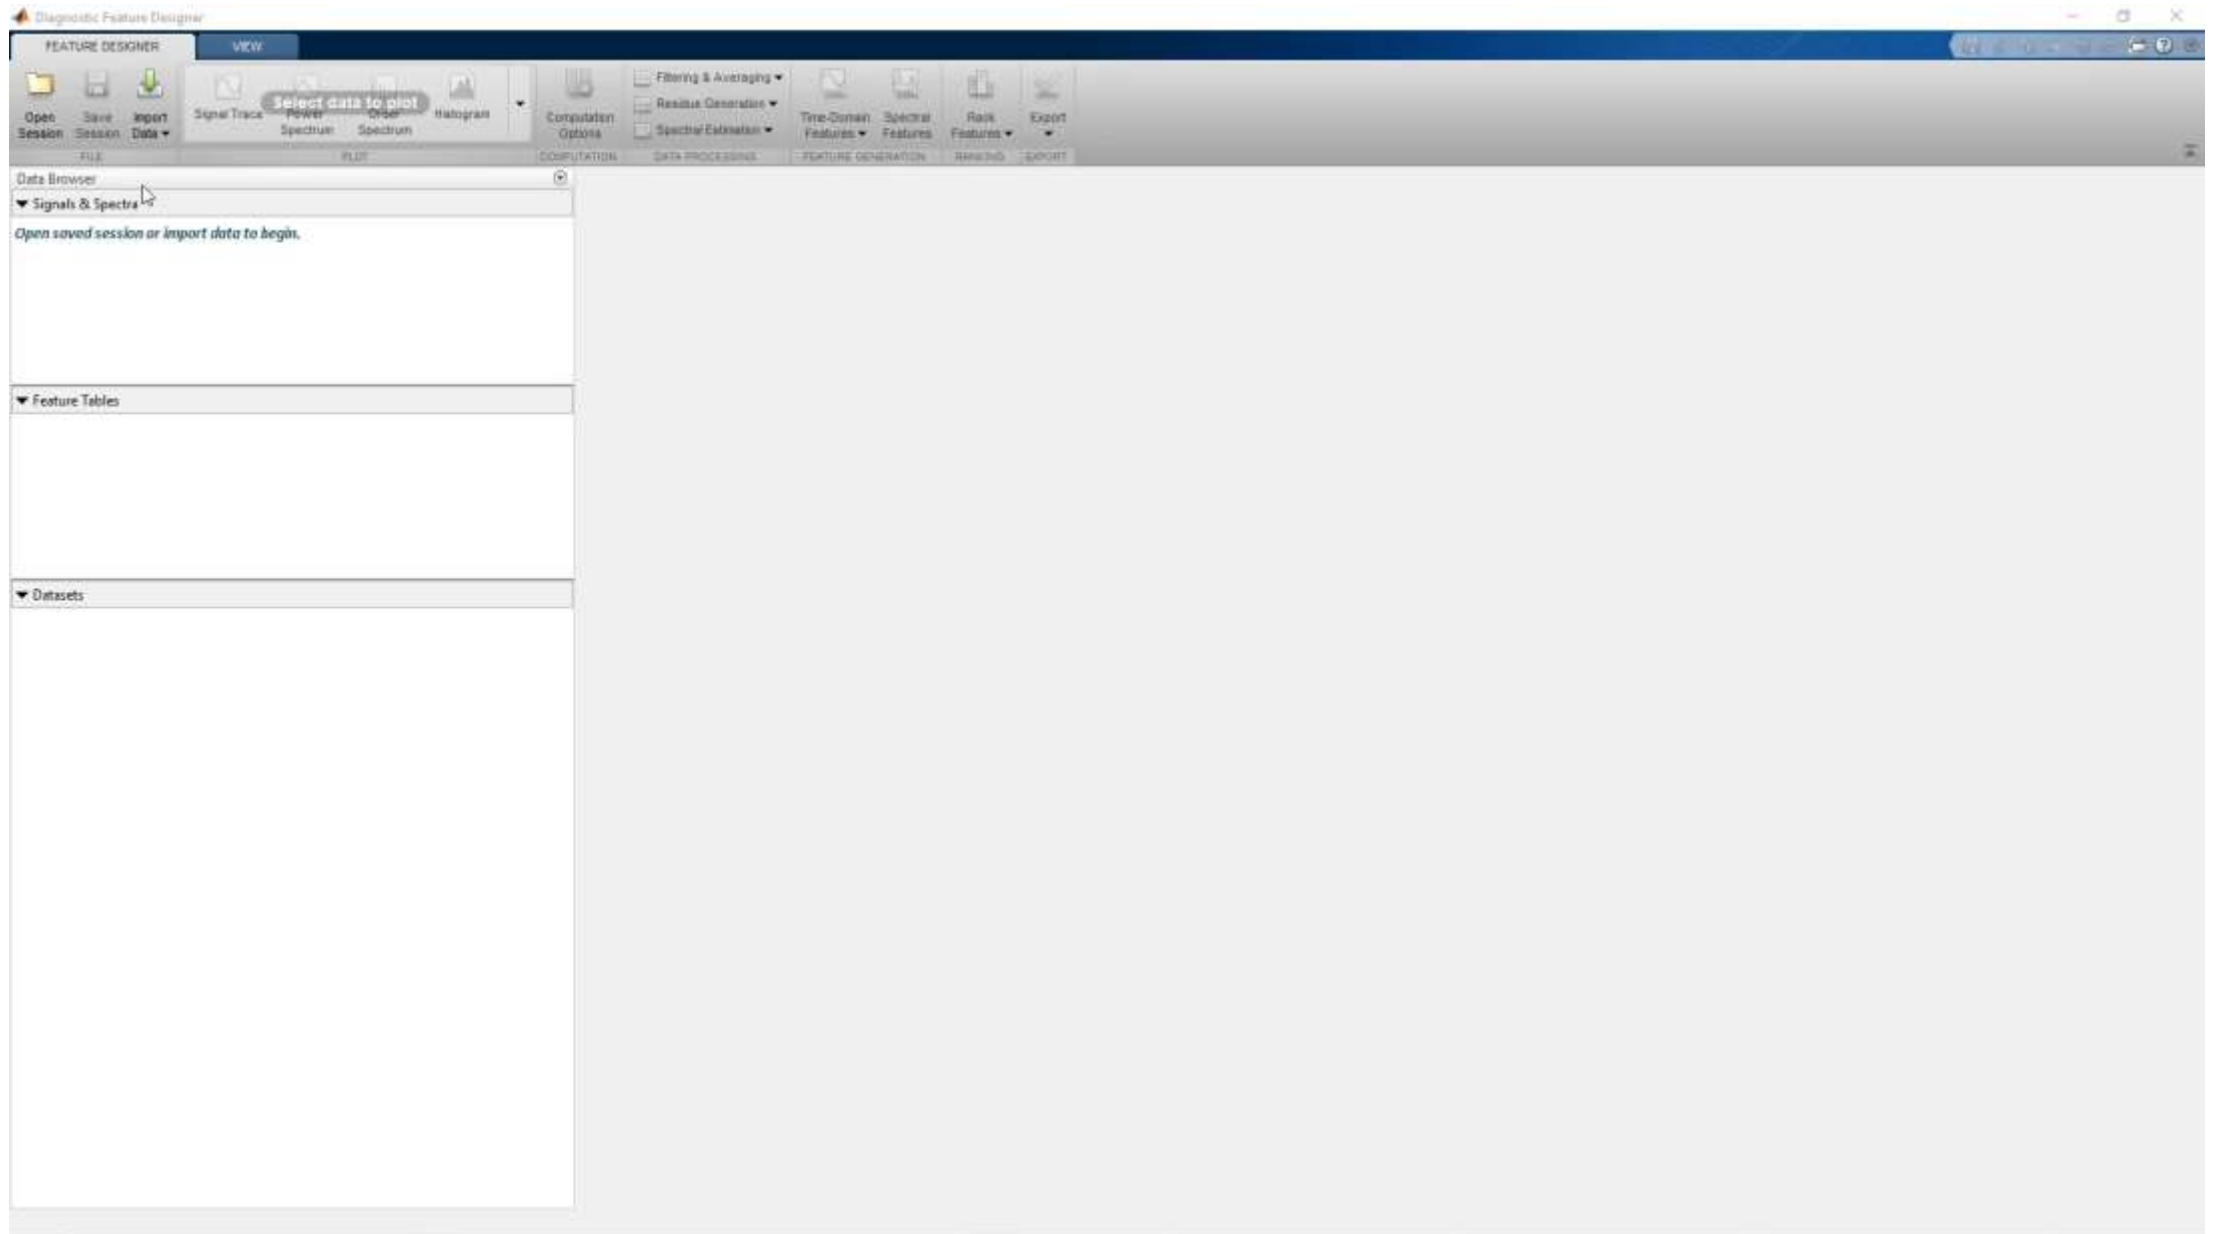 Diagnostic Feature Designer
FEATURE DESIGNER VIEW
Open Session
Save Session
Import Data
Signal Trace
Power Spectrum
Order Spectrum
Histogram
Select data to plot
Computation Options
Filtering & Averaging
Residue Generation
Spectral Estimation
Time-Domain Features
Spectral Features
Rank Features
Export
FILE PLOT COMPUTATION DATA PROCESSING FEATURE GENERATION RANKING EXPORT
Data Browser
Signals & Spectra
Open saved session or import data to begin.
Feature Tables
Datasets